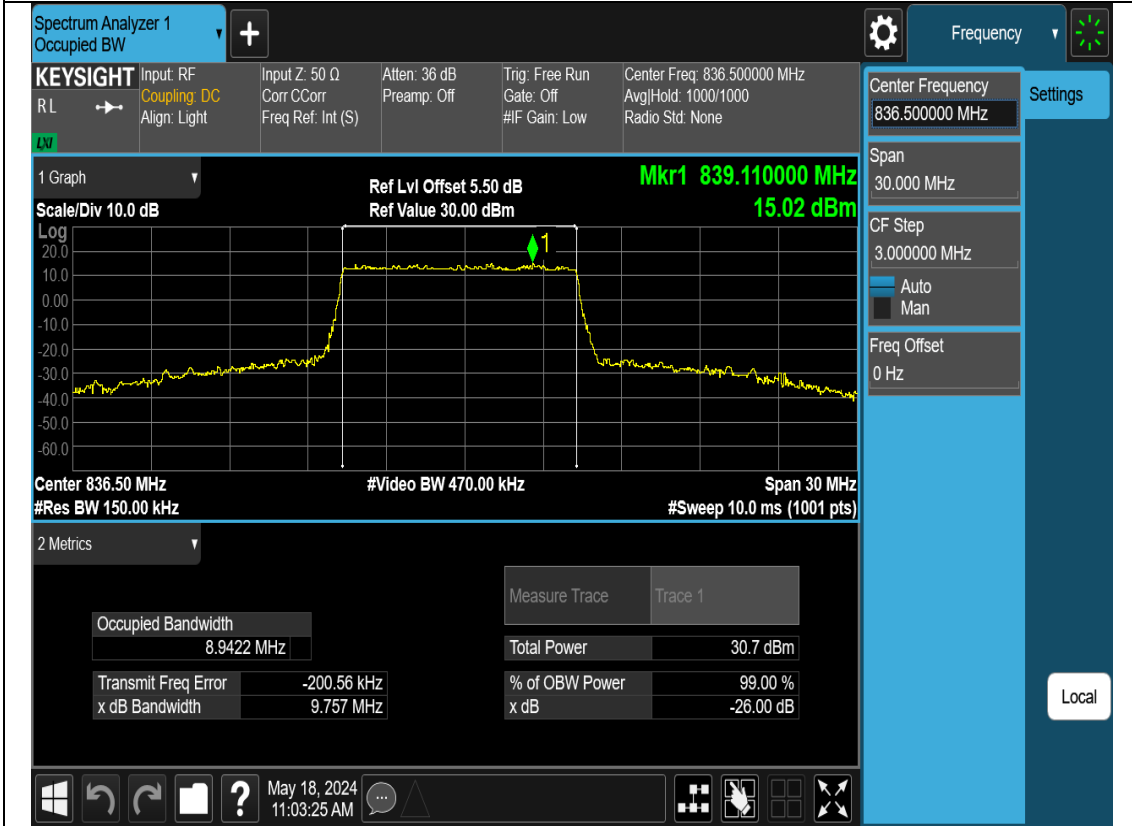 Spectrum Analyzer 1
Occupied BW
Frequency
KEYSIGHT
RL
LXI
Input: RF
Coupling: DC
Align: Light
Input Z: 50 Ω
Corr CCorr
Freq Ref: Int (S)
Atten: 36 dB
Preamp: Off
Trig: Free Run
Gate: Off
#IF Gain: Low
Center Freq: 836.500000 MHz
Avg|Hold: 1000/1000
Radio Std: None
Center Frequency
836.500000 MHz
Settings
Span
30.000 MHz
CF Step
3.000000 MHz
Auto
Man
Freq Offset
0 Hz
Local
1 Graph
Scale/Div 10.0 dB
Ref Lvl Offset 5.50 dB
Ref Value 30.00 dBm
Mkr1 839.110000 MHz
15.02 dBm
Log
1
20.0
10.0
0.00
-10.0
-20.0
-30.0
-40.0
-50.0
-60.0
Center 836.50 MHz
#Video BW 470.00 kHz
Span 30 MHz
#Res BW 150.00 kHz
#Sweep 10.0 ms (1001 pts)
2 Metrics
Measure Trace Trace 1
Occupied Bandwidth
8.9422 MHz
Total Power 30.7 dBm
Transmit Freq Error -200.56 kHz
% of OBW Power 99.00 %
x dB Bandwidth 9.757 MHz
x dB -26.00 dB
?
May 18, 2024
11:03:25 AM